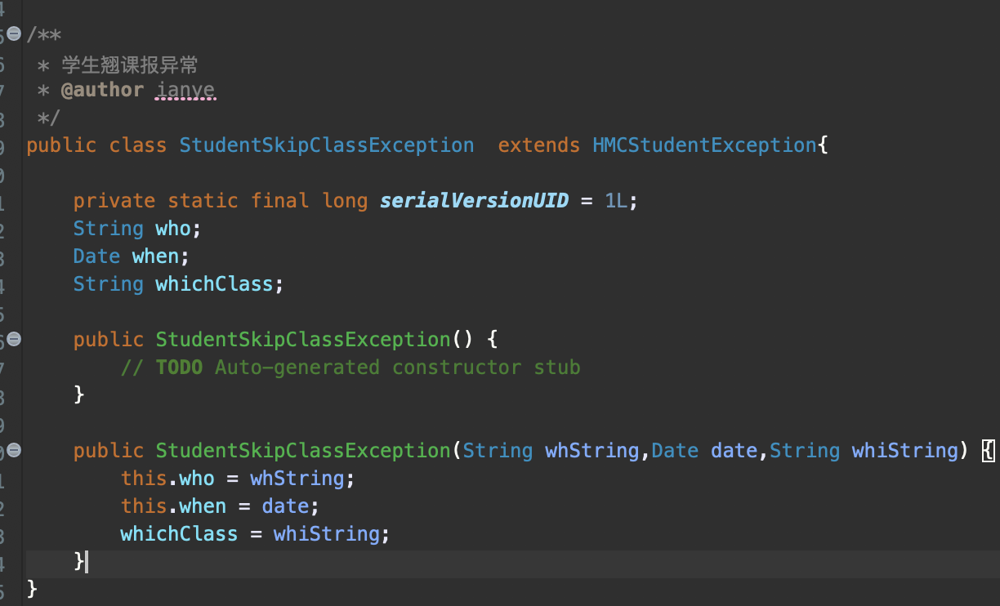 /**
* 学生翘课报异常
* @author ianye
*/
public class StudentSkipClassException  extends HMCStudentException{
private static final long serialVersionUID = 1L;
String who;
Date when;
String whichClass;
public StudentSkipClassException() {
// TODO Auto-generated constructor stub
}
public StudentSkipClassException(String whString,Date date,String whiString) {
this.who = whString;
this.when = date;
whichClass = whiString;
}
}